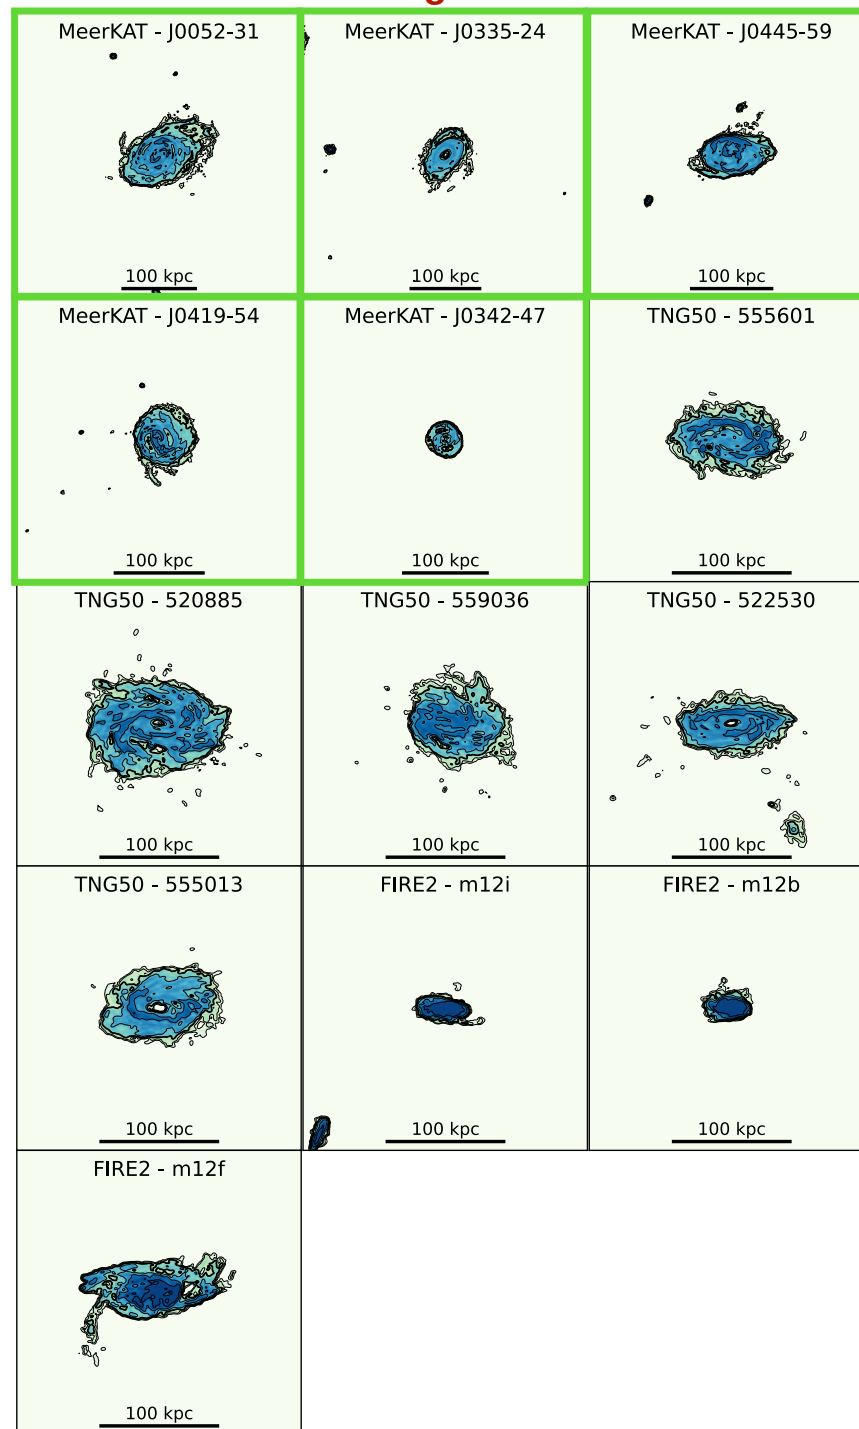 MeerKAT - J0052-31
MeerKAT - J0335-24
MeerKAT - J0445-59
100 kpc
100 kpc
100 kpc
MeerKAT - J0419-54
MeerKAT - J0342-47
TNG50 - 555601
100 kpc
100 kpc
100 kpc
TNG50 - 520885
TNG50 - 559036
TNG50 - 522530
100 kpc
100 kpc
100 kpc
TNG50 - 555013
FIRE2 - m12i
FIRE2 - m12b
100 kpc
100 kpc
100 kpc
FIRE2 - m12f
100 kpc